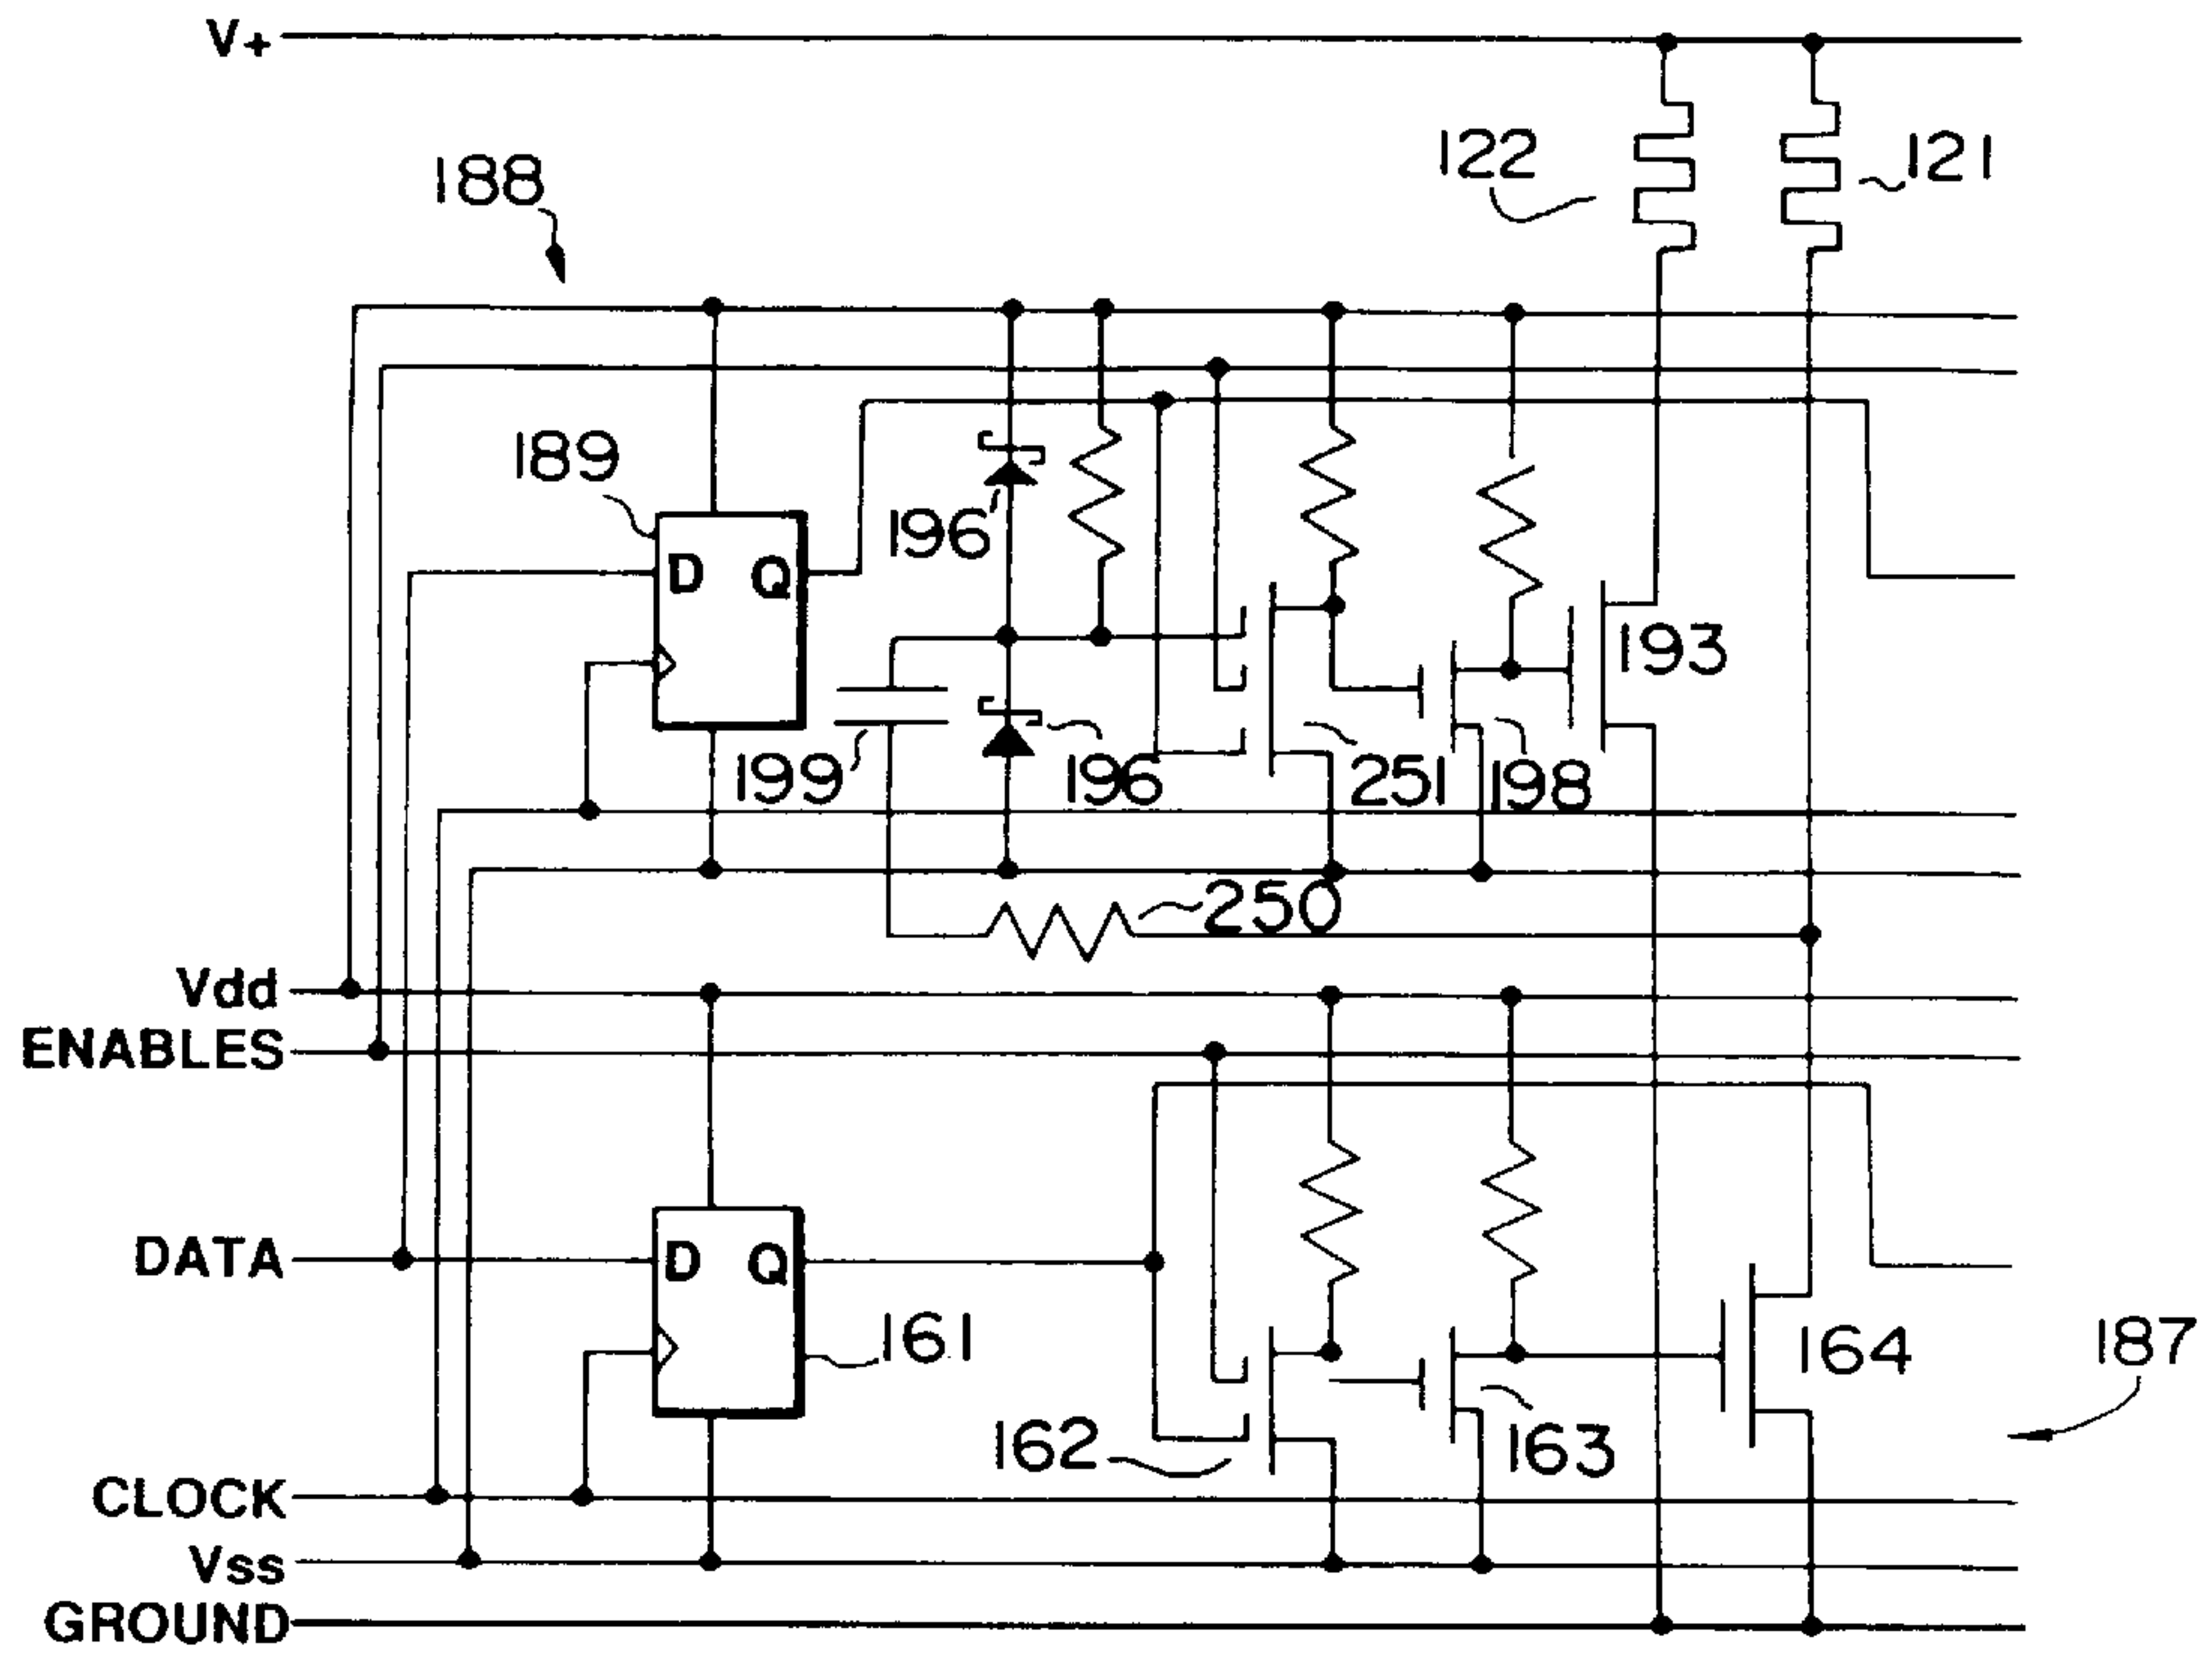 V+
122
121
188
189
D Q
196
193
199
196
251
198
250
Vdd
ENABLES
DATA
D Q
161
164
187
162
163
CLOCK
Vss
GROUND